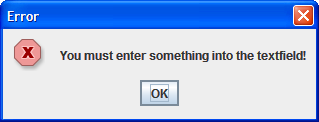 Error
You must enter something into the textfield!
OK